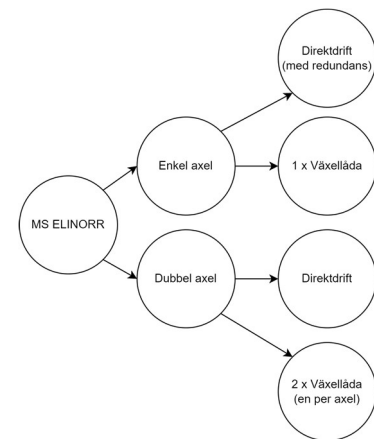 Direktdrift
(med redundans)
Enkel axel
1 x Växellåda
MS ELINORR
Dubbel axel
Direktdrift
2 x Växellåda
(en per axel)